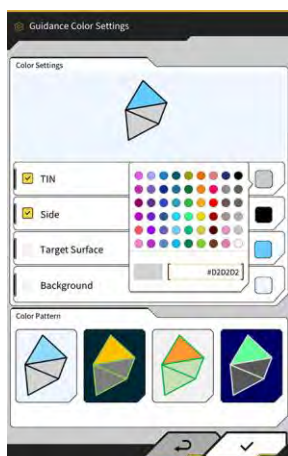 Guidance Color Settings
Color Settings
TIN
Side
Target Surface
#D2D2D2
Background
Color Pattern